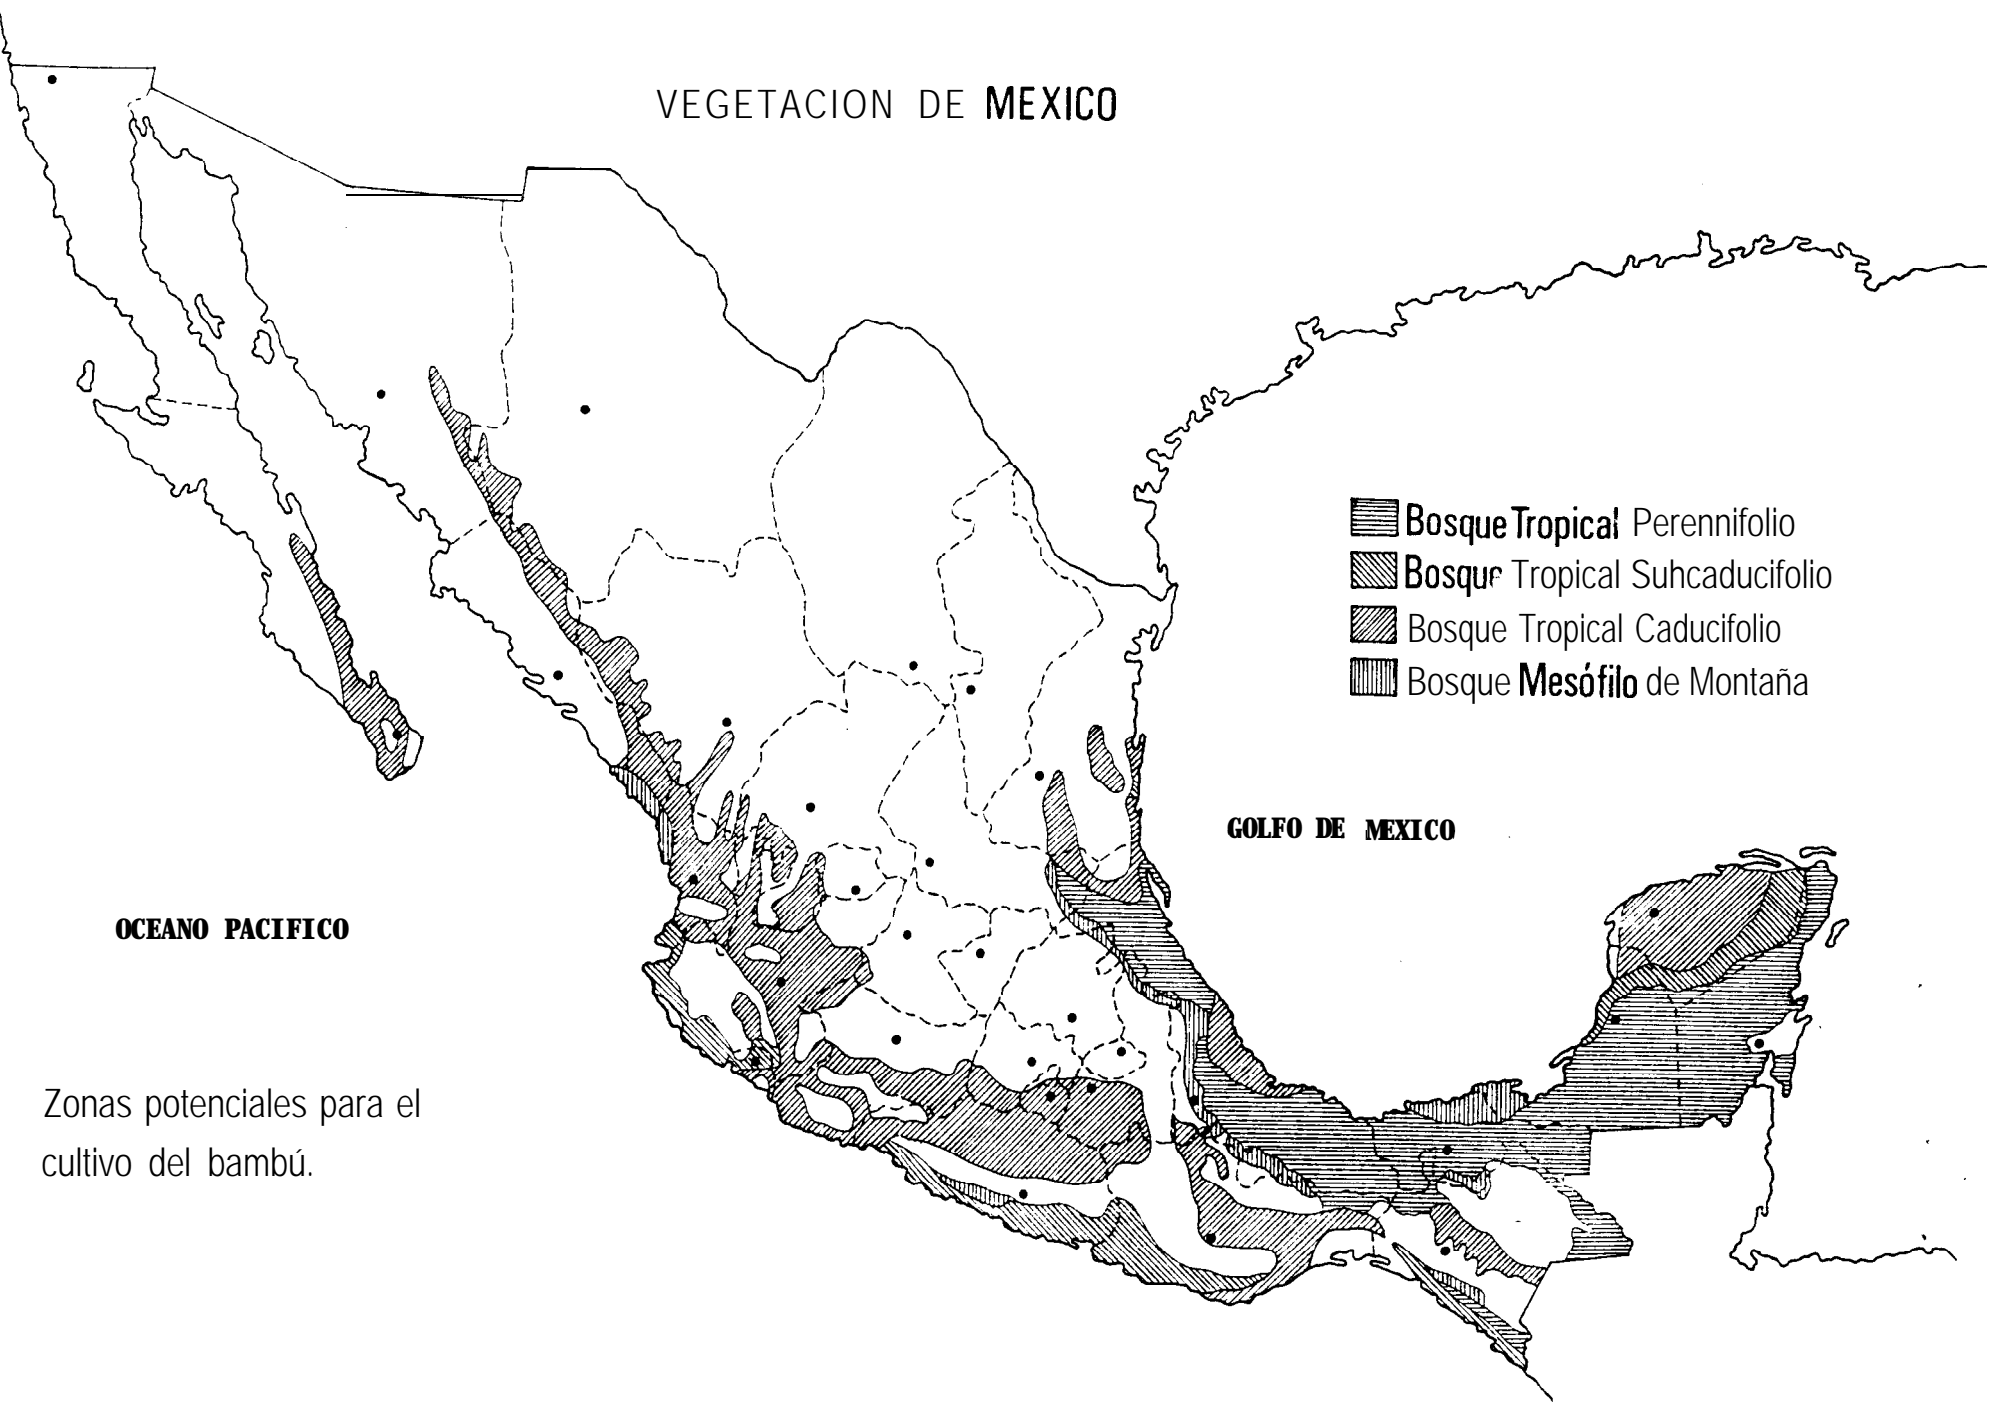 VEGETACION DE MEXICO
Bosque Tropical Perennifolio
Bosque Tropical Suhcaducifolio
Bosque Tropical Caducifolio
Bosque Mesófilo de Montaña
GOLFO DE MEXICO
OCEANO PACIFICO
Zonas potenciales para el
cultivo del bambú.